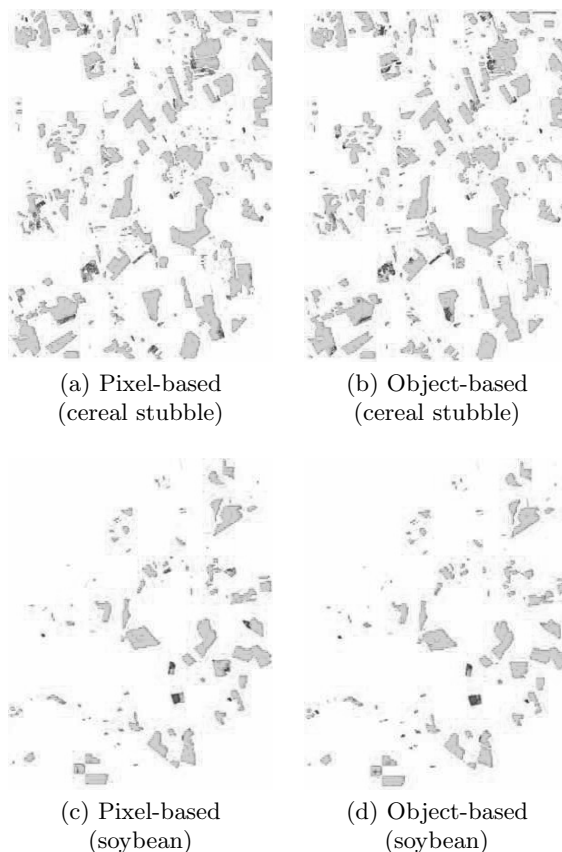 (a) Pixel-based
(cereal stubble)
(b) Object-based
(cereal stubble)
(c) Pixel-based
(soybean)
(d) Object-based
(soybean)